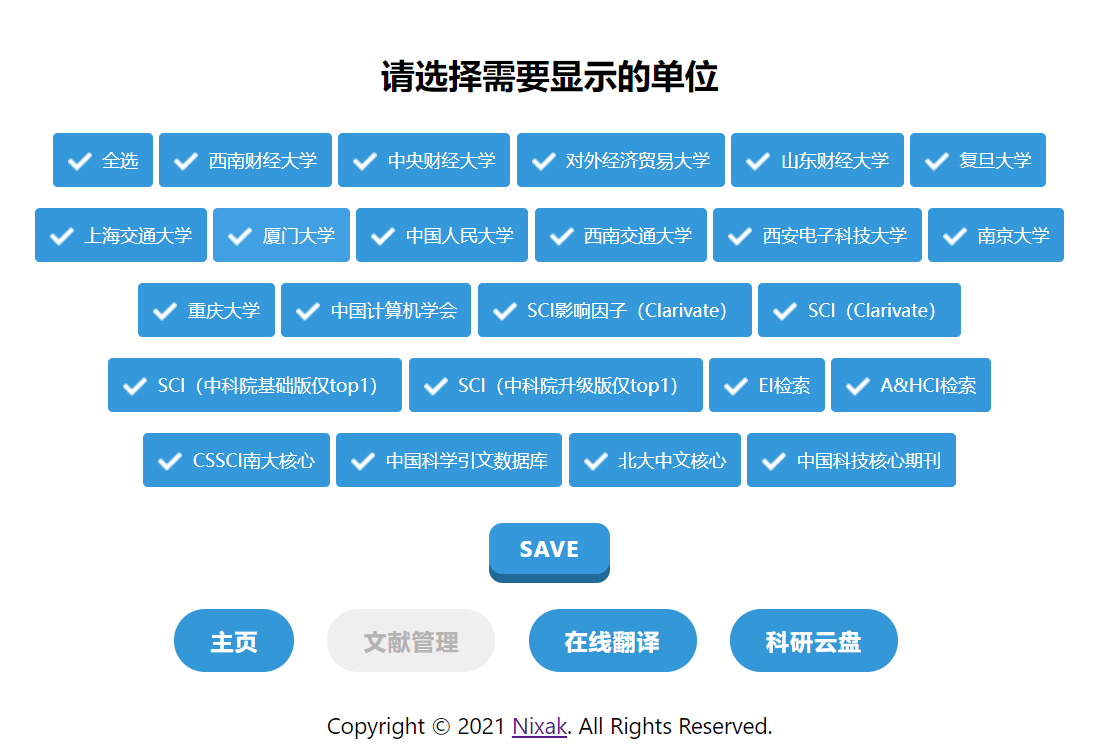 请选择需要显示的单位
全选 西南财经大学 中央财经大学 对外经济贸易大学 山东财经大学 复旦大学
上海交通大学 厦门大学 中国人民大学 西南交通大学 西安电子科技大学 南京大学
重庆大学 中国计算机学会 SCI影响因子（Clarivate） SCI（Clarivate）
SCI（中科院基础版仅top1） SCI（中科院升级版仅top1） EI检索 A&HCI检索
CSSCI南大核心 中国科学引文数据库 北大中文核心 中国科技核心期刊
SAVE
主页 文献管理 在线翻译 科研云盘
Copyright © 2021 Nixak. All Rights Reserved.